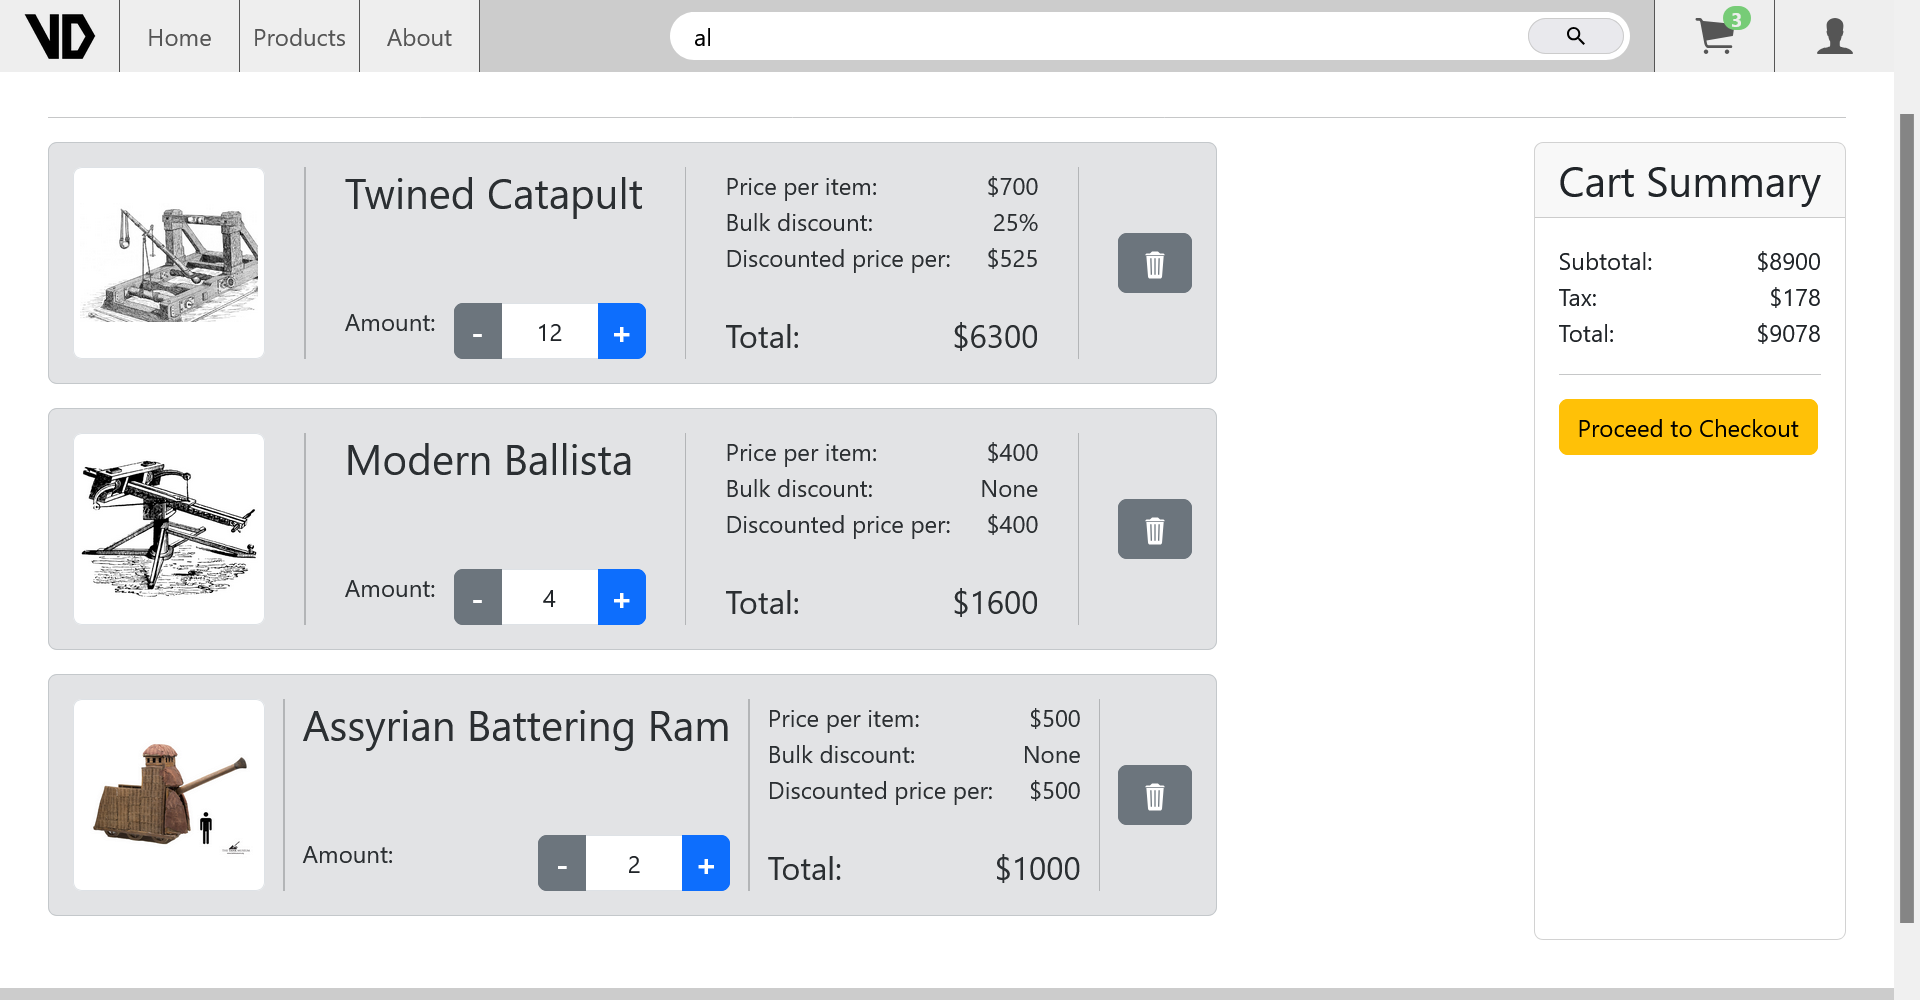 VD
Home
Products
About
al
3
Twined Catapult
Amount:
-
12
+
Price per item:
$700
Bulk discount:
25%
Discounted price per:
$525
Total:
$6300
Modern Ballista
Amount:
-
4
+
Price per item:
$400
Bulk discount:
None
Discounted price per:
$400
Total:
$1600
Assyrian Battering Ram
Amount:
-
2
+
Price per item:
$500
Bulk discount:
None
Discounted price per:
$500
Total:
$1000
Cart Summary
Subtotal:
$8900
Tax:
$178
Total:
$9078
Proceed to Checkout